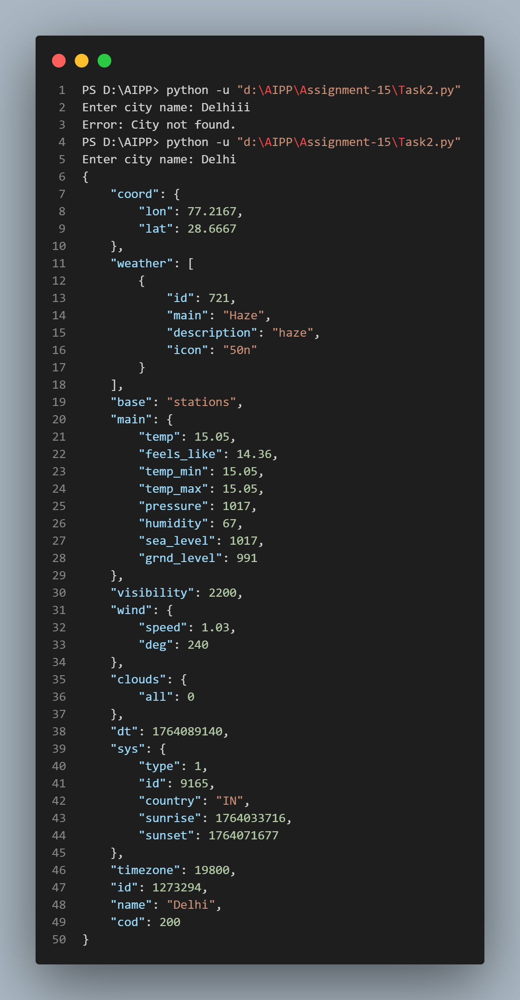 1 PS D:\AIPP> python -u "d:\AIPP\Assignment-15\Task2.py"
2 Enter city name: Delhiii
3 Error: City not found.
4 PS D:\AIPP> python -u "d:\AIPP\Assignment-15\Task2.py"
5 Enter city name: Delhi
6 {
7     "coord": {
8         "lon": 77.2167,
9         "lat": 28.6667
10     },
11     "weather": [
12         {
13             "id": 721,
14             "main": "Haze",
15             "description": "haze",
16             "icon": "50n"
17         }
18     ],
19     "base": "stations",
20     "main": {
21         "temp": 15.05,
22         "feels_like": 14.36,
23         "temp_min": 15.05,
24         "temp_max": 15.05,
25         "pressure": 1017,
26         "humidity": 67,
27         "sea_level": 1017,
28         "grnd_level": 991
29     },
30     "visibility": 2200,
31     "wind": {
32         "speed": 1.03,
33         "deg": 240
34     },
35     "clouds": {
36         "all": 0
37     },
38     "dt": 1764089140,
39     "sys": {
40         "type": 1,
41         "id": 9165,
42         "country": "IN",
43         "sunrise": 1764033716,
44         "sunset": 1764071677
45     },
46     "timezone": 19800,
47     "id": 1273294,
48     "name": "Delhi",
49     "cod": 200
50 }